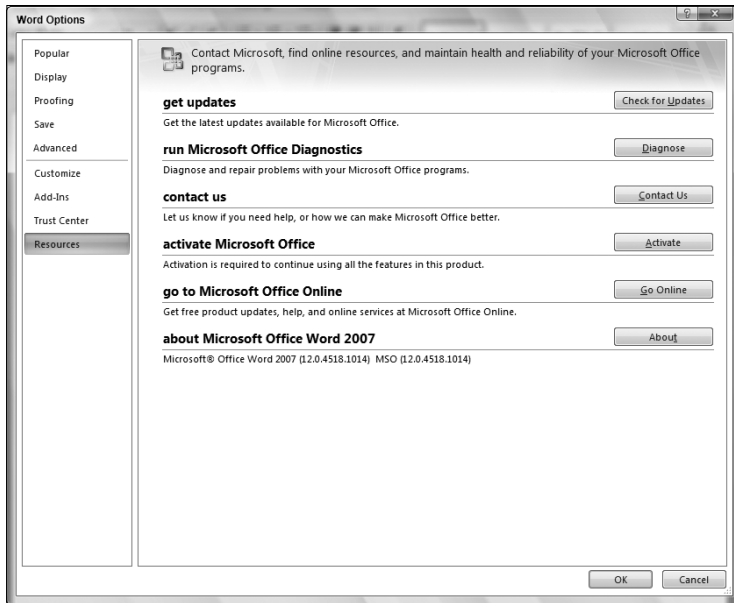 Word Options
Popular
Display
Proofing
Save
Advanced
Customize
Add-Ins
Trust Center
Resources
Contact Microsoft, find online resources, and maintain health and reliability of your Microsoft Office
programs.
get updates
Check for Updates
Get the latest updates available for Microsoft Office.
run Microsoft Office Diagnostics
Diagnose
Diagnose and repair problems with your Microsoft Office programs.
contact us
Contact Us
Let us know if you need help, or how we can make Microsoft Office better.
activate Microsoft Office
Activate
Activation is required to continue using all the features in this product.
go to Microsoft Office Online
Go Online
Get free product updates, help, and online services at Microsoft Office Online.
about Microsoft Office Word 2007
About
Microsoft® Office Word 2007 (12.0.4518.1014) MSO (12.0.4518.1014)
OK
Cancel